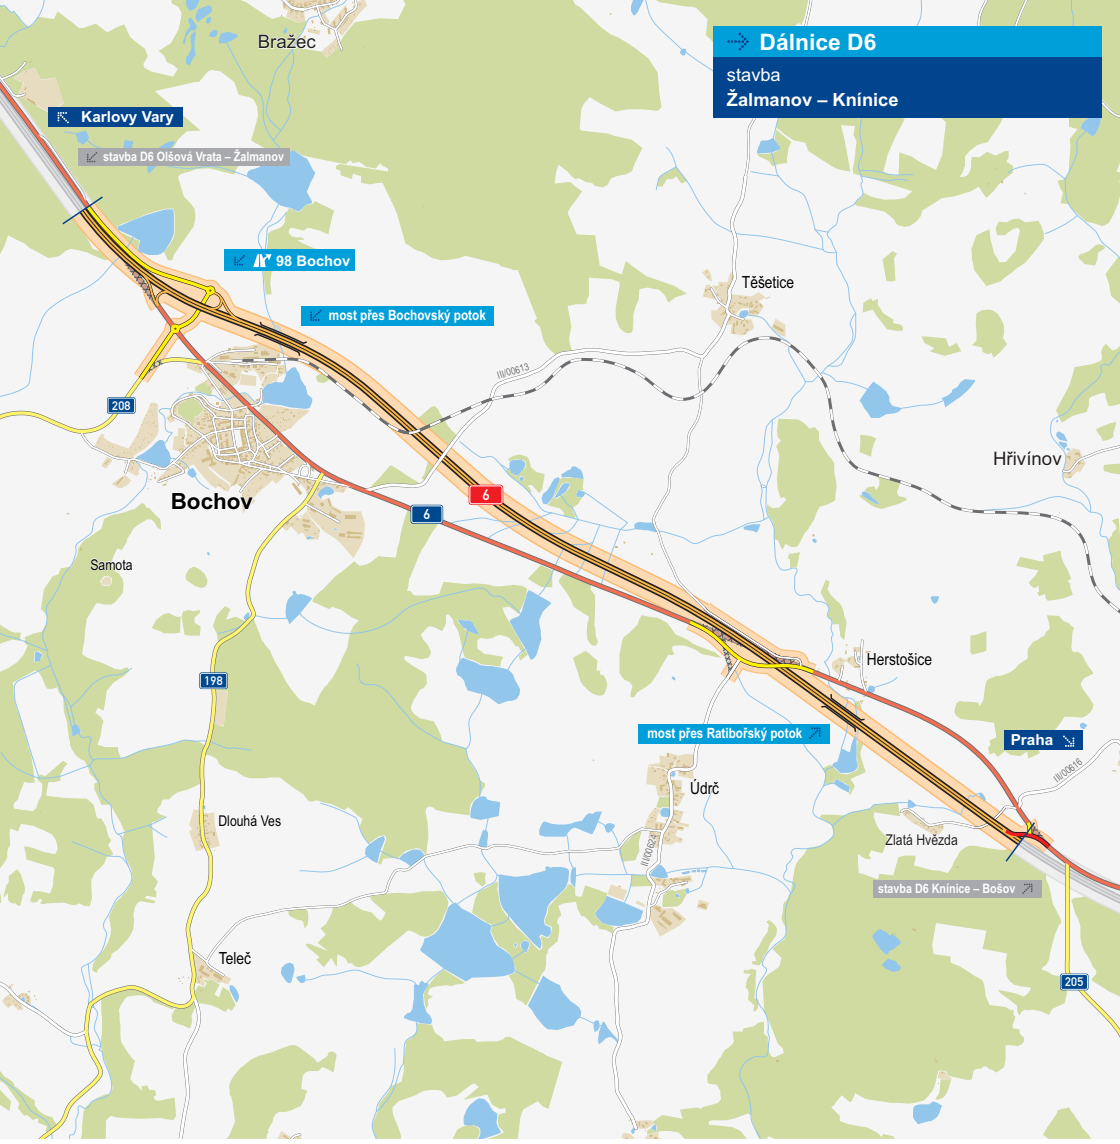 Bražec
Dálnice D6
stavba
Žalmanov – Knínice
Karlovy Vary
stavba D6 Olšová Vrata – Žalmanov
98 Bochov
Těšetice
most přes Bochovský potok
III/00613
208
Hřivínov
6
Bochov
6
Samota
Herstošice
198
most přes Ratibořský potok
Praha
III/00616
Údrč
Dlouhá Ves
Zlatá Hvězda
III/00624
stavba D6 Knínice – Bošov
Teleč
205